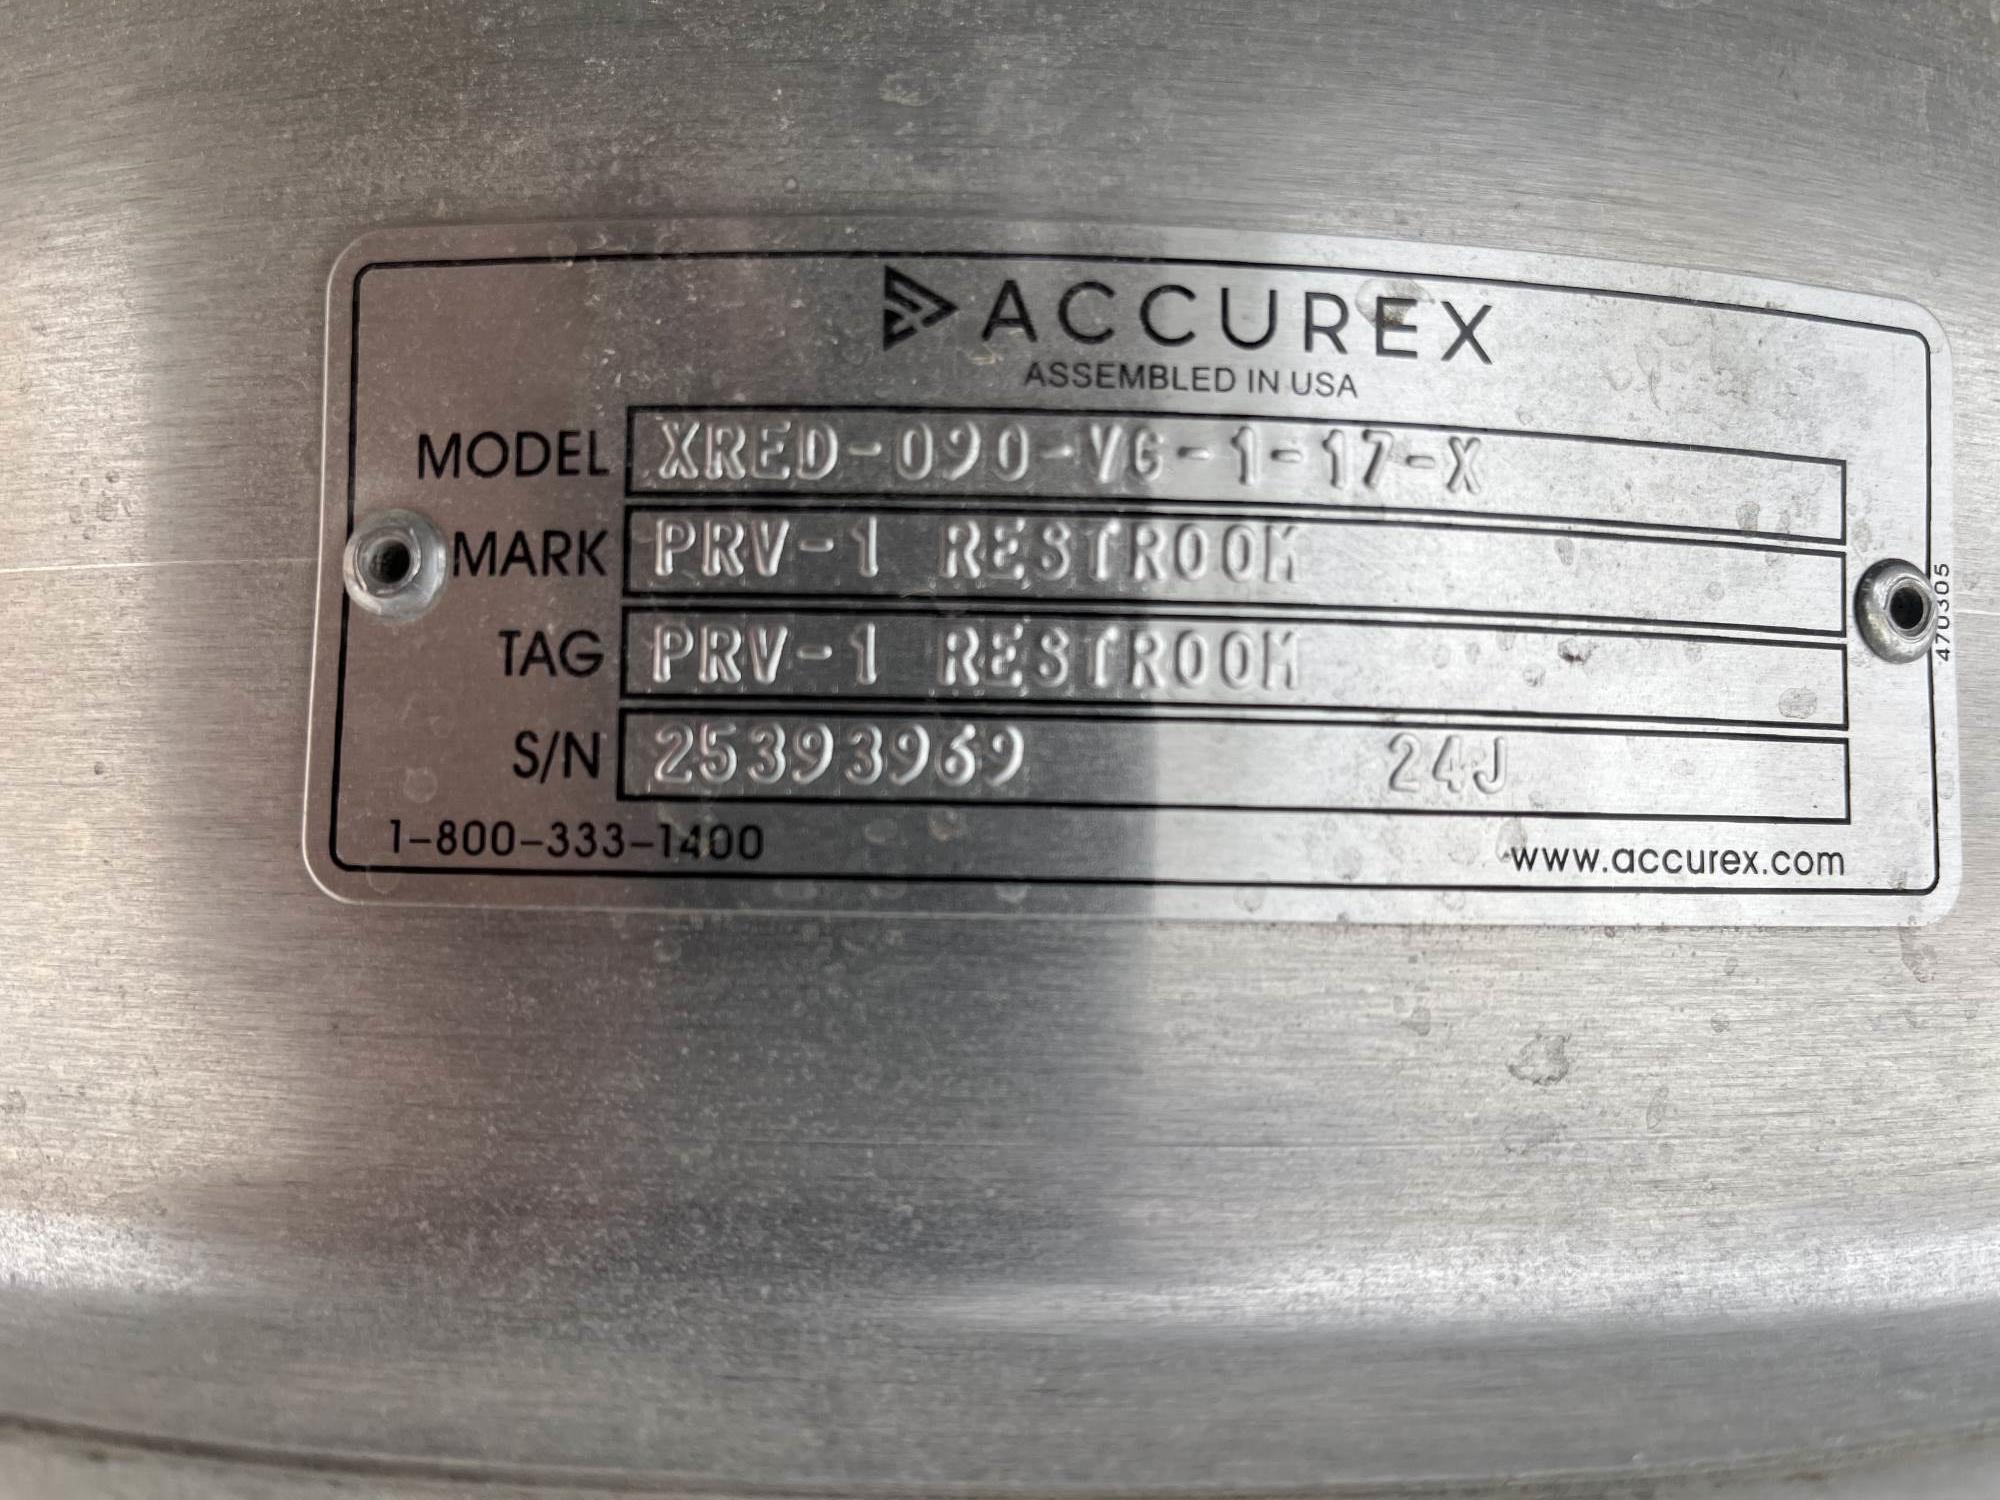 ACCUREX
ASSEMBLED IN USA
MODEL XRED-090-VG-1-17-X
MARK PRV-1 RESTROOM
TAG PRV-1 RESTROOM
S/N 25393969 24J
1-800-333-1400 www.accurex.com
470305